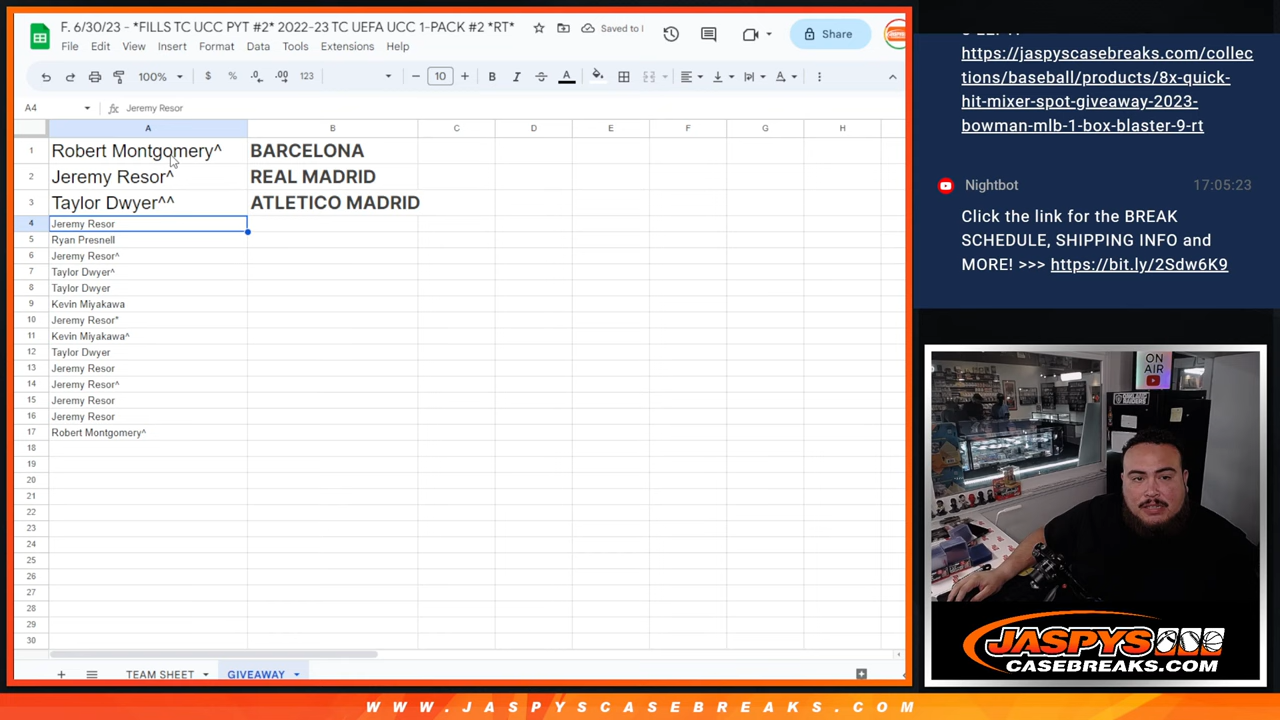 F. 6/30/23 - *FILLS TC UCC PYT #2* 2022-23 TC UEFA UCC 1-PACK #2 *RT*
Saved to
Share
File Edit View Insert Format Data Tools Extensions Help
100% $ % .0 .00 123 10 B I A
A4 fx Jeremy Resor
A B C D E F G H
1 Robert Montgomery^ BARCELONA
2 Jeremy Resor^ REAL MADRID
3 Taylor Dwyer^^ ATLETICO MADRID
4 Jeremy Resor
5 Ryan Presnell
6 Jeremy Resor^
7 Taylor Dwyer^
8 Taylor Dwyer
9 Kevin Miyakawa
10 Jeremy Resor*
11 Kevin Miyakawa^
12 Taylor Dwyer
13 Jeremy Resor
14 Jeremy Resor^
15 Jeremy Resor
16 Jeremy Resor
17 Robert Montgomery^
18
19
20
21
22
23
24
25
26
27
28
29
30
TEAM SHEET GIVEAWAY
https://jaspyscasebreaks.com/collec
tions/baseball/products/8x-quick-
hit-mixer-spot-giveaway-2023-
bowman-mlb-1-box-blaster-9-rt
Nightbot 17:05:23
Click the link for the BREAK
SCHEDULE, SHIPPING INFO and
MORE! >>> https://bit.ly/2Sdw6K9
ON
AIR
JASPYS
CASEBREAKS.COM
WWW.JASPYSCASEBREAKS.COM